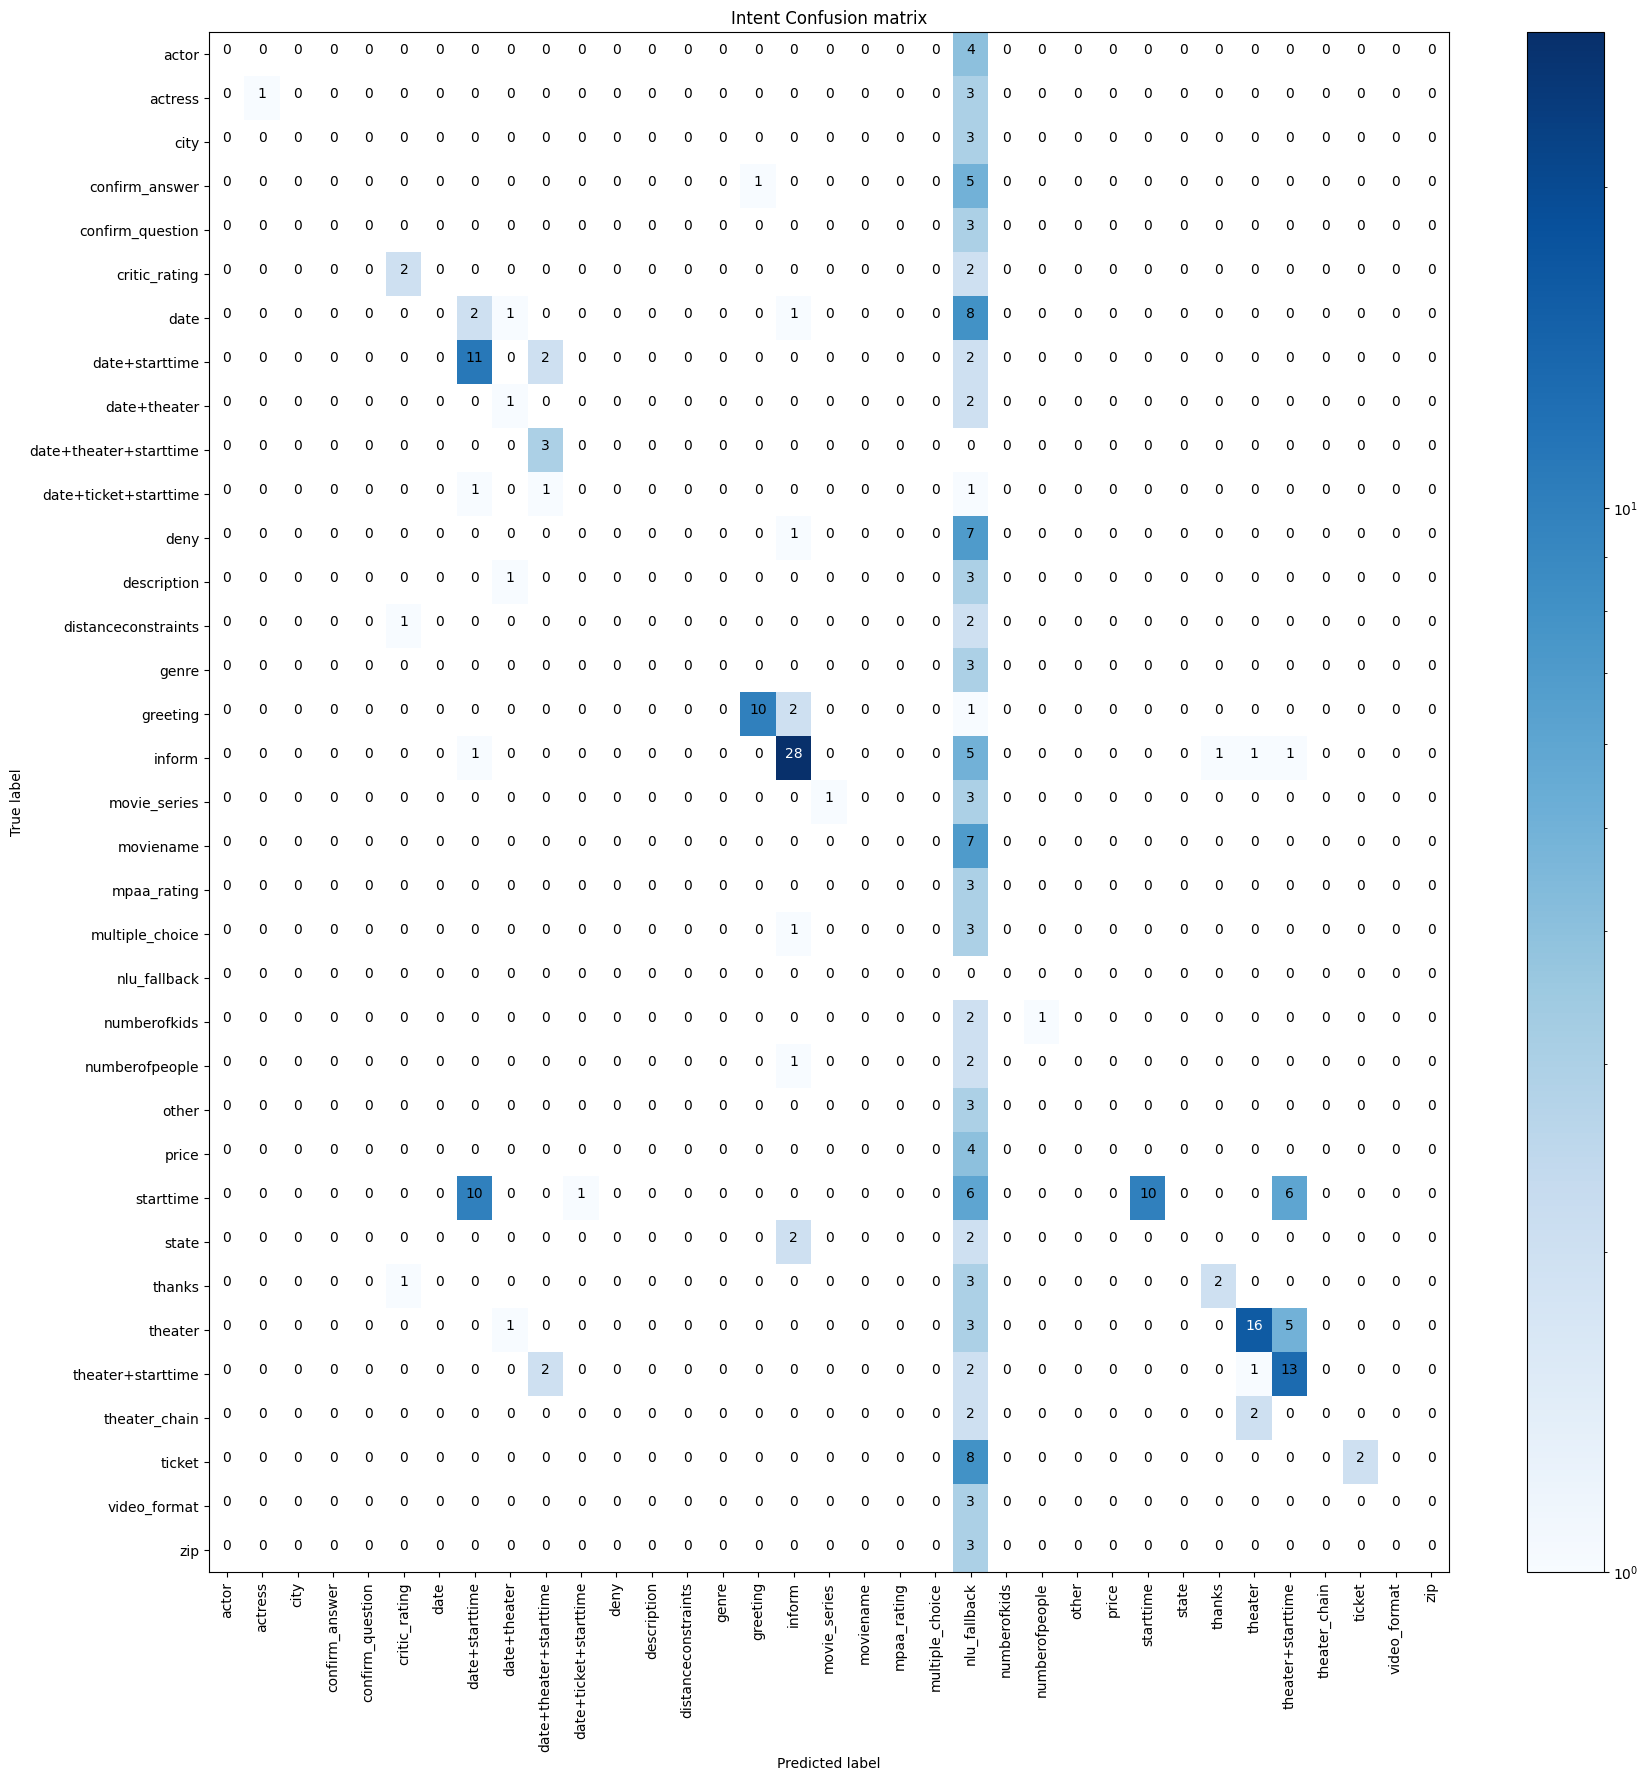 Intent Confusion matrix
actor 0 0 0 0 0 0 0 0 0 0 0 0 0 0 0 0 0 0 0 0 0 4 0 0 0 0 0 0 0 0 0 0 0 0 0
actress 0 1 0 0 0 0 0 0 0 0 0 0 0 0 0 0 0 0 0 0 0 3 0 0 0 0 0 0 0 0 0 0 0 0 0
city 0 0 0 0 0 0 0 0 0 0 0 0 0 0 0 0 0 0 0 0 0 3 0 0 0 0 0 0 0 0 0 0 0 0 0
confirm_answer 0 0 0 0 0 0 0 0 0 0 0 0 0 0 0 1 0 0 0 0 0 5 0 0 0 0 0 0 0 0 0 0 0 0 0
confirm_question 0 0 0 0 0 0 0 0 0 0 0 0 0 0 0 0 0 0 0 0 0 3 0 0 0 0 0 0 0 0 0 0 0 0 0
critic_rating 0 0 0 0 0 2 0 0 0 0 0 0 0 0 0 0 0 0 0 0 0 2 0 0 0 0 0 0 0 0 0 0 0 0 0
date 0 0 0 0 0 0 0 2 1 0 0 0 0 0 0 0 1 0 0 0 0 8 0 0 0 0 0 0 0 0 0 0 0 0 0
date+starttime 0 0 0 0 0 0 0 11 0 2 0 0 0 0 0 0 0 0 0 0 0 2 0 0 0 0 0 0 0 0 0 0 0 0 0
date+theater 0 0 0 0 0 0 0 0 1 0 0 0 0 0 0 0 0 0 0 0 0 2 0 0 0 0 0 0 0 0 0 0 0 0 0
date+theater+starttime 0 0 0 0 0 0 0 0 0 3 0 0 0 0 0 0 0 0 0 0 0 0 0 0 0 0 0 0 0 0 0 0 0 0 0
date+ticket+starttime 0 0 0 0 0 0 0 1 0 1 0 0 0 0 0 0 0 0 0 0 0 1 0 0 0 0 0 0 0 0 0 0 0 0 0
deny 0 0 0 0 0 0 0 0 0 0 0 0 0 0 0 0 1 0 0 0 0 7 0 0 0 0 0 0 0 0 0 0 0 0 0
description 0 0 0 0 0 0 0 0 1 0 0 0 0 0 0 0 0 0 0 0 0 3 0 0 0 0 0 0 0 0 0 0 0 0 0
distanceconstraints 0 0 0 0 0 1 0 0 0 0 0 0 0 0 0 0 0 0 0 0 0 2 0 0 0 0 0 0 0 0 0 0 0 0 0
genre 0 0 0 0 0 0 0 0 0 0 0 0 0 0 0 0 0 0 0 0 0 3 0 0 0 0 0 0 0 0 0 0 0 0 0
greeting 0 0 0 0 0 0 0 0 0 0 0 0 0 0 0 10 2 0 0 0 0 1 0 0 0 0 0 0 0 0 0 0 0 0 0
inform 0 0 0 0 0 0 0 1 0 0 0 0 0 0 0 0 28 0 0 0 0 5 0 0 0 0 0 0 1 1 1 0 0 0 0
movie_series 0 0 0 0 0 0 0 0 0 0 0 0 0 0 0 0 0 1 0 0 0 3 0 0 0 0 0 0 0 0 0 0 0 0 0
moviename 0 0 0 0 0 0 0 0 0 0 0 0 0 0 0 0 0 0 0 0 0 7 0 0 0 0 0 0 0 0 0 0 0 0 0
mpaa_rating 0 0 0 0 0 0 0 0 0 0 0 0 0 0 0 0 0 0 0 0 0 3 0 0 0 0 0 0 0 0 0 0 0 0 0
multiple_choice 0 0 0 0 0 0 0 0 0 0 0 0 0 0 0 0 1 0 0 0 0 3 0 0 0 0 0 0 0 0 0 0 0 0 0
nlu_fallback 0 0 0 0 0 0 0 0 0 0 0 0 0 0 0 0 0 0 0 0 0 0 0 0 0 0 0 0 0 0 0 0 0 0 0
numberofkids 0 0 0 0 0 0 0 0 0 0 0 0 0 0 0 0 0 0 0 0 0 2 0 1 0 0 0 0 0 0 0 0 0 0 0
numberofpeople 0 0 0 0 0 0 0 0 0 0 0 0 0 0 0 0 1 0 0 0 0 2 0 0 0 0 0 0 0 0 0 0 0 0 0
other 0 0 0 0 0 0 0 0 0 0 0 0 0 0 0 0 0 0 0 0 0 3 0 0 0 0 0 0 0 0 0 0 0 0 0
price 0 0 0 0 0 0 0 0 0 0 0 0 0 0 0 0 0 0 0 0 0 4 0 0 0 0 0 0 0 0 0 0 0 0 0
starttime 0 0 0 0 0 0 0 10 0 0 1 0 0 0 0 0 0 0 0 0 0 6 0 0 0 0 10 0 0 0 6 0 0 0 0
state 0 0 0 0 0 0 0 0 0 0 0 0 0 0 0 0 2 0 0 0 0 2 0 0 0 0 0 0 0 0 0 0 0 0 0
thanks 0 0 0 0 0 1 0 0 0 0 0 0 0 0 0 0 0 0 0 0 0 3 0 0 0 0 0 0 2 0 0 0 0 0 0
theater 0 0 0 0 0 0 0 0 1 0 0 0 0 0 0 0 0 0 0 0 0 3 0 0 0 0 0 0 0 16 5 0 0 0 0
theater+starttime 0 0 0 0 0 0 0 0 0 2 0 0 0 0 0 0 0 0 0 0 0 2 0 0 0 0 0 0 0 1 13 0 0 0 0
theater_chain 0 0 0 0 0 0 0 0 0 0 0 0 0 0 0 0 0 0 0 0 0 2 0 0 0 0 0 0 0 2 0 0 0 0 0
ticket 0 0 0 0 0 0 0 0 0 0 0 0 0 0 0 0 0 0 0 0 0 8 0 0 0 0 0 0 0 0 0 0 2 0 0
video_format 0 0 0 0 0 0 0 0 0 0 0 0 0 0 0 0 0 0 0 0 0 3 0 0 0 0 0 0 0 0 0 0 0 0 0
zip 0 0 0 0 0 0 0 0 0 0 0 0 0 0 0 0 0 0 0 0 0 3 0 0 0 0 0 0 0 0 0 0 0 0 0
True label
actor
actress
city
confirm_answer
confirm_question
critic_rating
date
date+starttime
date+theater
date+theater+starttime
date+ticket+starttime
deny
description
distanceconstraints
genre
greeting
inform
movie_series
moviename
mpaa_rating
multiple_choice
nlu_fallback
numberofkids
numberofpeople
other
price
starttime
state
thanks
theater
theater+starttime
theater_chain
ticket
video_format
zip
Predicted label
10¹
10⁰